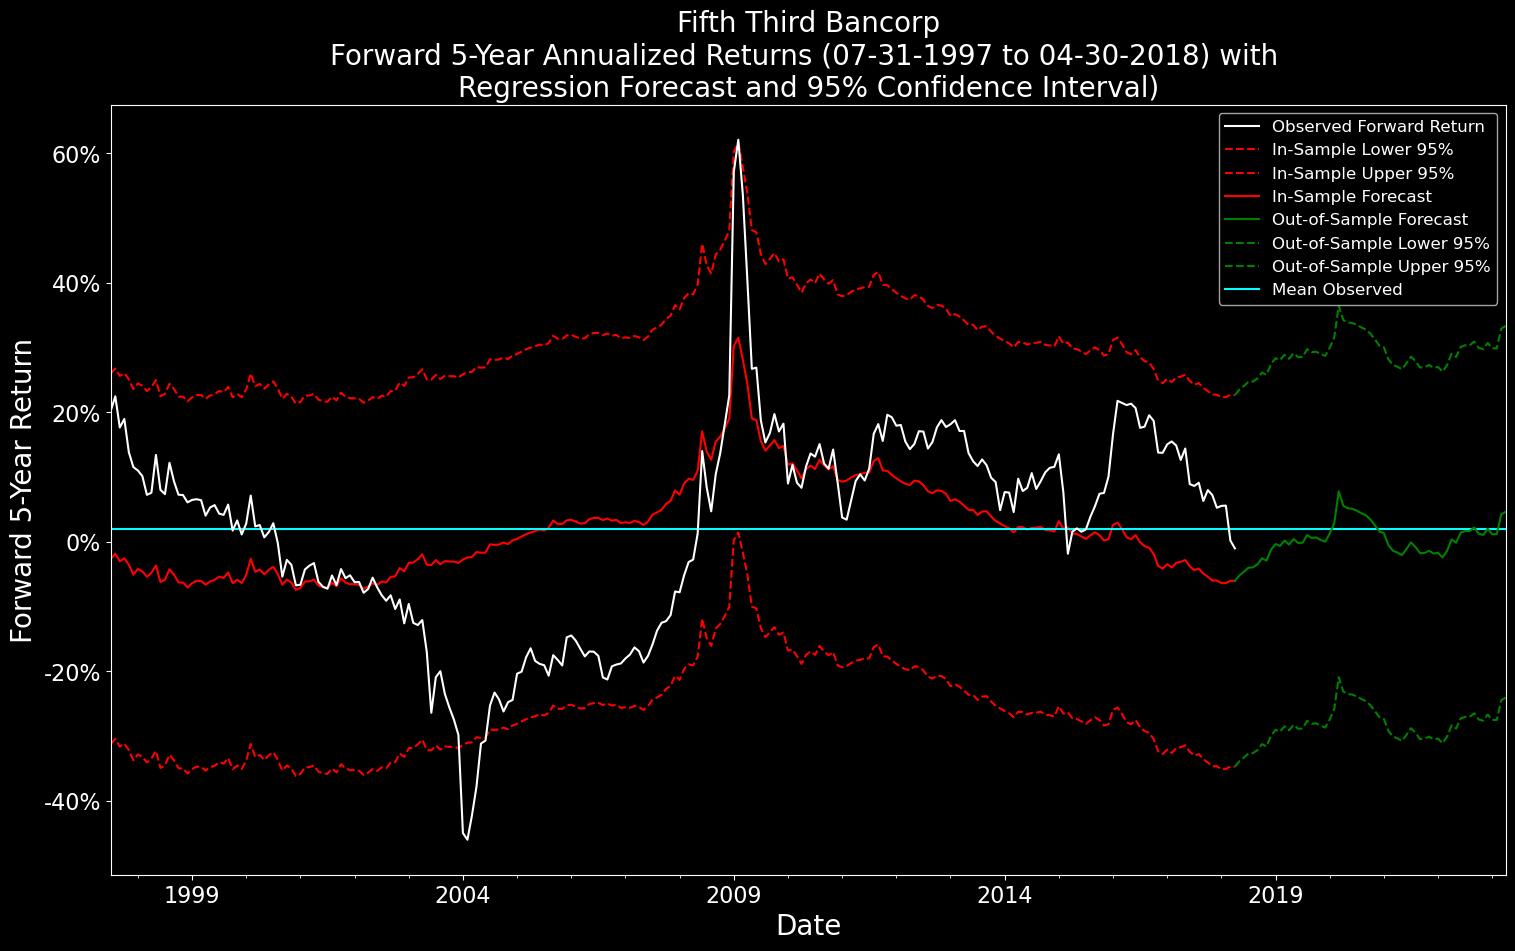 Fifth Third Bancorp
Forward 5-Year Annualized Returns (07-31-1997 to 04-30-2018) with
Regression Forecast and 95% Confidence Interval)
Observed Forward Return
In-Sample Lower 95%
In-Sample Upper 95%
In-Sample Forecast
Out-of-Sample Forecast
Out-of-Sample Lower 95%
Out-of-Sample Upper 95%
Mean Observed
Forward 5-Year Return
60%
40%
20%
0%
-20%
-40%
1999 2004 2009 2014 2019
Date